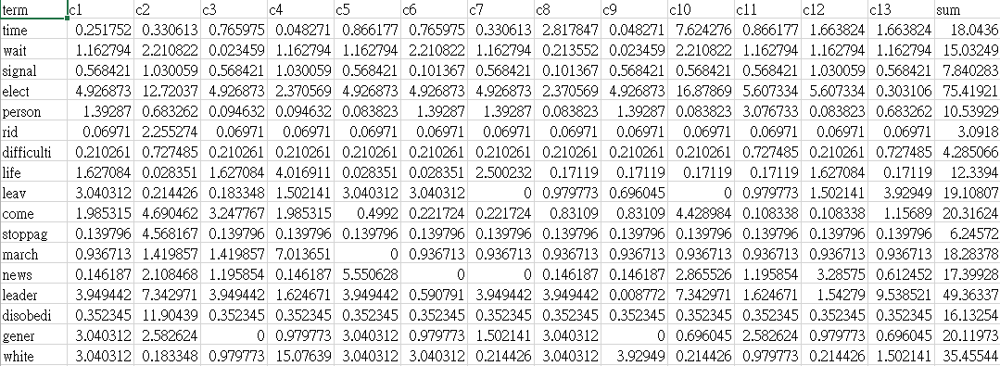 term c1 c2 c3 c4 c5 c6 c7 c8 c9 c10 c11 c12 c13 sum
time 0.251752 0.330613 0.765975 0.048271 0.866177 0.765975 0.330613 2.817847 0.048271 7.624276 0.866177 1.663824 1.663824 18.0436
wait 1.162794 2.210822 0.023459 1.162794 1.162794 2.210822 1.162794 0.213552 0.023459 2.210822 1.162794 1.162794 1.162794 15.03249
signal 0.568421 1.030059 0.568421 1.030059 0.568421 0.101367 0.568421 0.101367 0.568421 0.568421 0.568421 1.030059 0.568421 7.840283
elect 4.926873 12.72037 4.926873 2.370569 4.926873 4.926873 4.926873 2.370569 4.926873 16.87869 5.607334 5.607334 0.303106 75.41921
person 1.39287 0.683262 0.094632 0.094632 0.083823 1.39287 1.39287 0.083823 1.39287 0.083823 3.076733 0.083823 0.683262 10.53929
rid 0.06971 2.255274 0.06971 0.06971 0.06971 0.06971 0.06971 0.06971 0.06971 0.06971 0.06971 0.06971 0.06971 3.0918
difficulti 0.210261 0.727485 0.210261 0.210261 0.210261 0.210261 0.210261 0.210261 0.210261 0.210261 0.727485 0.210261 0.727485 4.285066
life 1.627084 0.028351 1.627084 4.016911 0.028351 0.028351 2.500232 0.17119 0.17119 0.17119 0.17119 1.627084 0.17119 12.3394
leav 3.040312 0.214426 0.183348 1.502141 3.040312 3.040312 0 0.979773 0.696045 0 0.979773 1.502141 3.92949 19.10807
come 1.985315 4.690462 3.247767 1.985315 0.4992 0.221724 0.221724 0.83109 0.83109 4.428984 0.108338 0.108338 1.15689 20.31624
stoppag 0.139796 4.568167 0.139796 0.139796 0.139796 0.139796 0.139796 0.139796 0.139796 0.139796 0.139796 0.139796 0.139796 6.24572
march 0.936713 1.419857 1.419857 7.013651 0 0.936713 0.936713 0.936713 0.936713 0.936713 0.936713 0.936713 0.936713 18.28378
news 0.146187 2.108468 1.195854 0.146187 5.550628 0 0 0.146187 0.146187 2.865526 1.195854 3.28575 0.612452 17.39928
leader 3.949442 7.342971 3.949442 1.624671 3.949442 0.590791 3.949442 3.949442 0.008772 7.342971 1.624671 1.54279 9.538521 49.36337
disobedi 0.352345 11.90439 0.352345 0.352345 0.352345 0.352345 0.352345 0.352345 0.352345 0.352345 0.352345 0.352345 0.352345 16.13254
gener 3.040312 2.582624 0 0.979773 3.040312 0.979773 1.502141 3.040312 0 0.696045 2.582624 0.979773 0.696045 20.11973
white 3.040312 0.183348 0.979773 15.07639 3.040312 3.040312 0.214426 3.040312 3.92949 0.214426 0.979773 0.214426 1.502141 35.45544